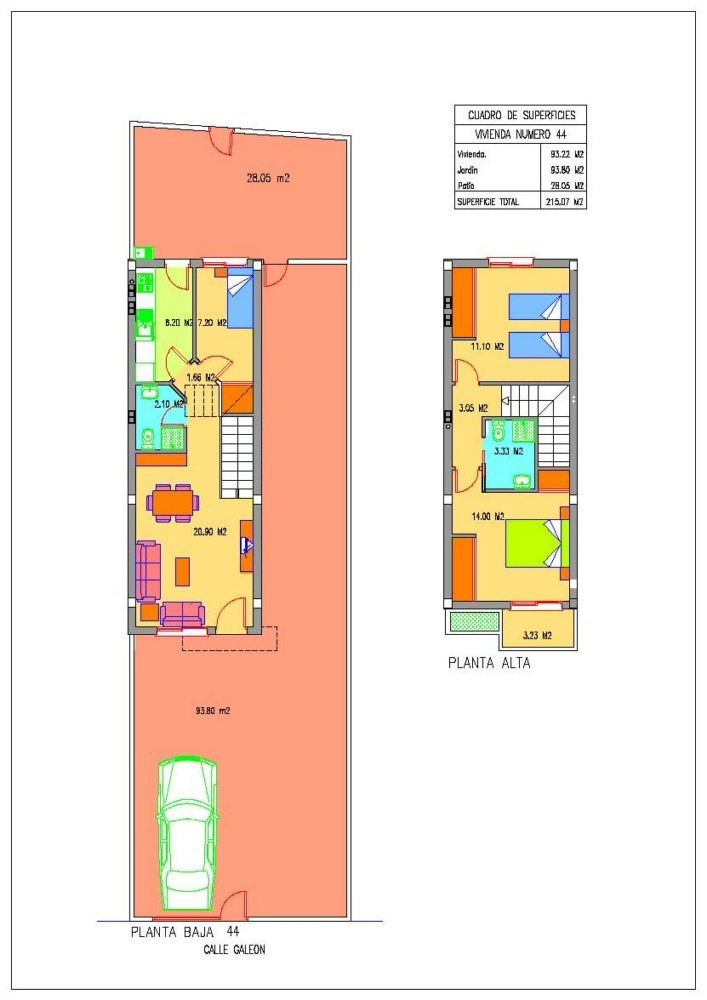 CUADRO DE SUPERFICIES
VIVIENDA NUMERO 44
Vivienda. 93.22 M2
Jardin 93.80 M2
Patio 28.05 M2
SUPERFICIE TOTAL 215.07 M2
28.05 m2
7.20 M2
1.66 M2
2.10 M2
20.90 M2
93.80 m2
PLANTA BAJA 44
CALLE GALEON
11.10 M2
3.05 M2
3.33 M2
14.00 M2
3.23 M2
PLANTA ALTA